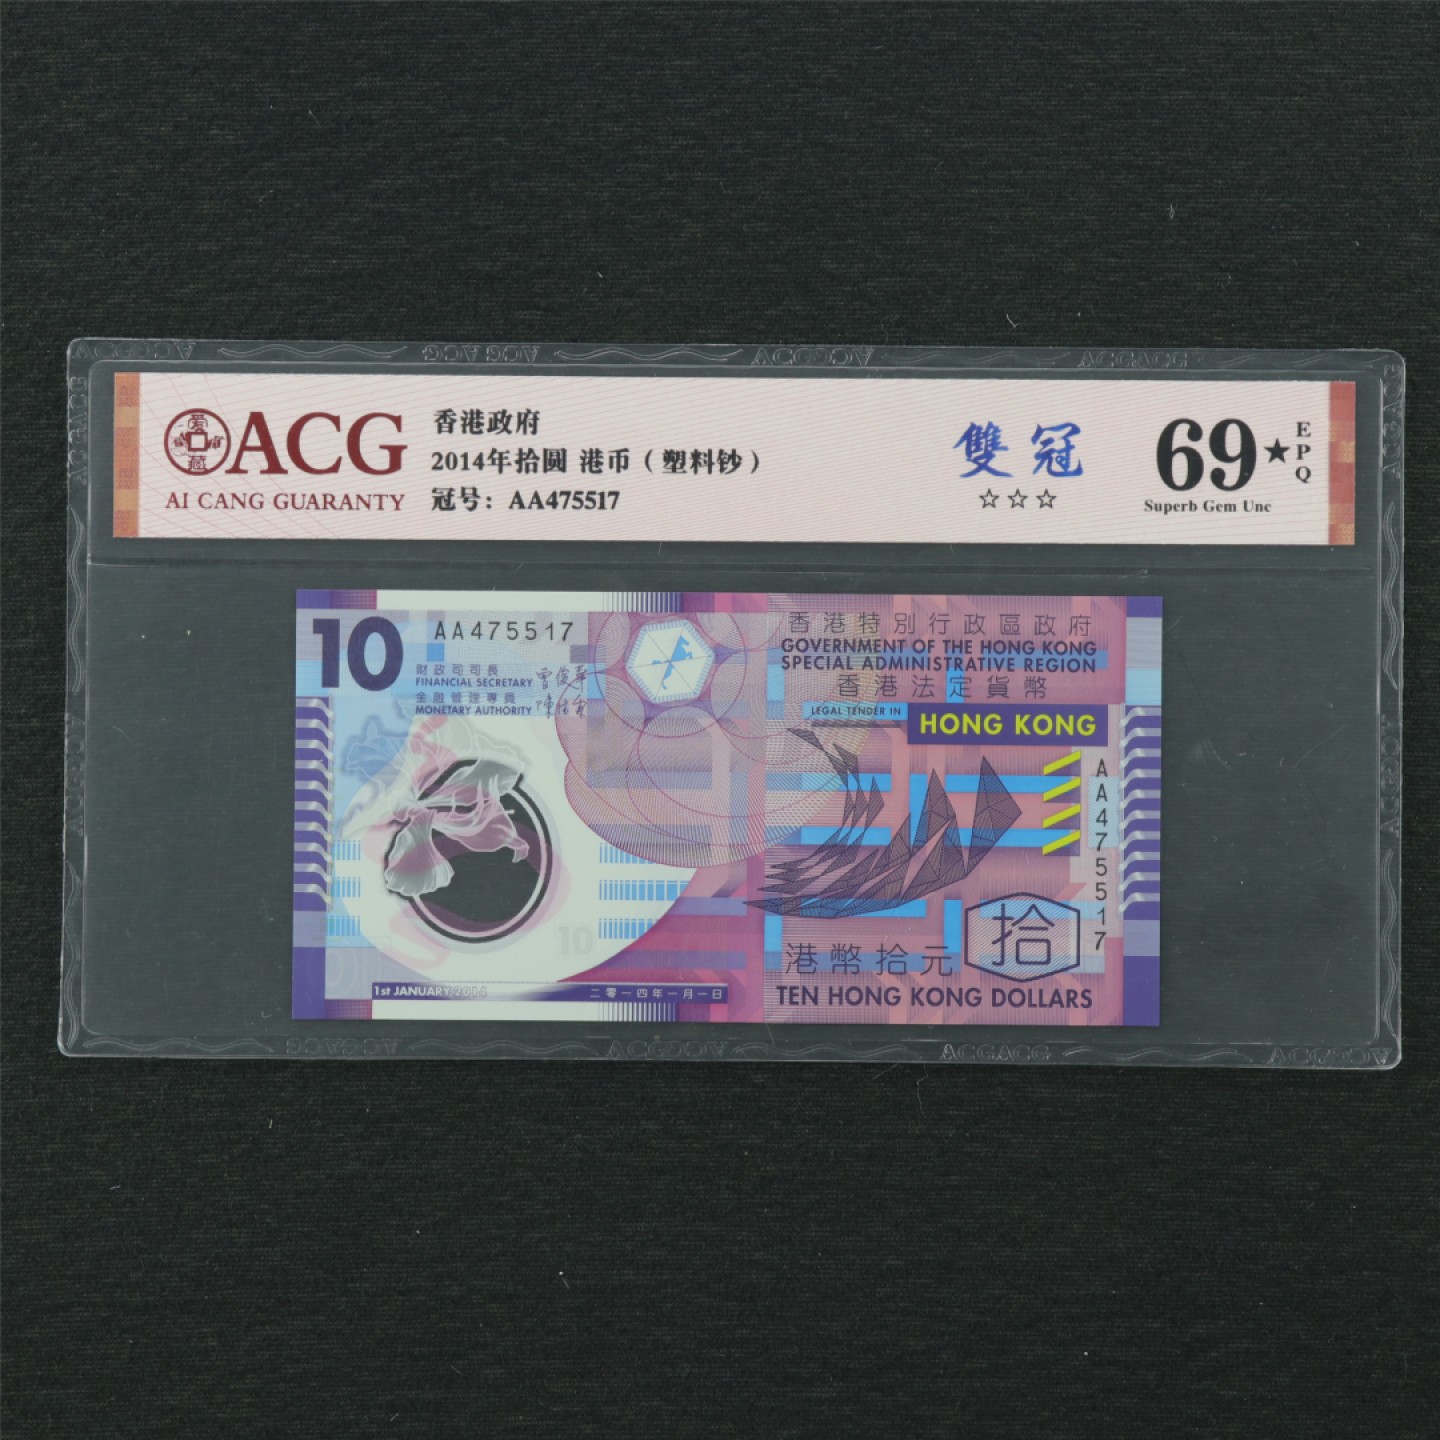 ACG
AI CANG GUARANTY
香港政府
2014年拾圆 港币（塑料钞）
冠号：AA475517
雙冠
☆☆☆
69★
EPQ
Superb Gem Unc
10
AA475517
財政司司長
FINANCIAL SECRETARY
金融管理專員
MONETARY AUTHORITY
香港特別行政區政府
GOVERNMENT OF THE HONG KONG
SPECIAL ADMINISTRATIVE REGION
香港法定貨幣
LEGAL TENDER IN
HONG KONG
AA475517
10
港幣拾元
拾
TEN HONG KONG DOLLARS
1st JANUARY 2014
二零一四年一月一日